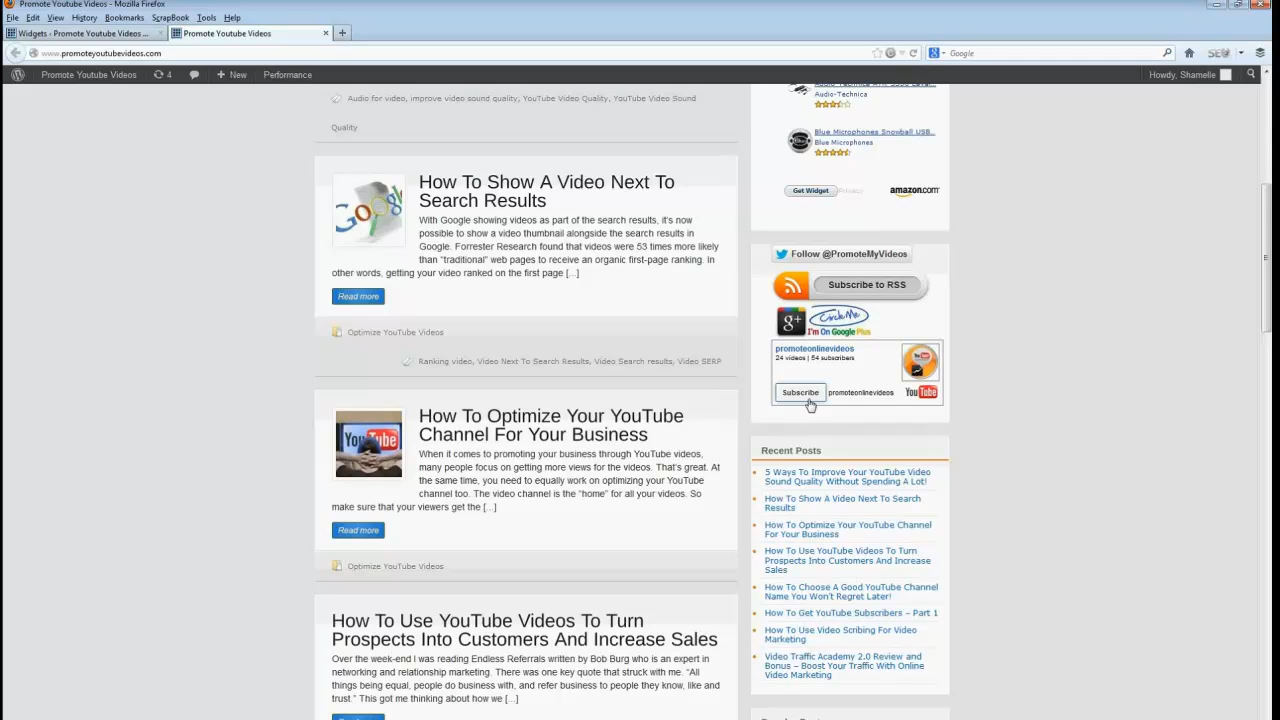 Promote Youtube Videos - Mozilla Firefox
File Edit View History Bookmarks ScrapBook Tools Help
Widgets ‹ Promote Youtube Videos ... × Promote Youtube Videos × +
www.promoteyoutubevideos.com Google SEO
Promote Youtube Videos 4 + New Performance Howdy, Shamelle
Audio for video, improve video sound quality, YouTube Video Quality, YouTube Video Sound
Quality
How To Show A Video Next To
Search Results
With Google showing videos as part of the search results, it's now
possible to show a video thumbnail alongside the search results in
Google. Forrester Research found that videos were 53 times more likely
than “traditional” web pages to receive an organic first-page ranking. In
other words, getting your video ranked on the first page [...]
Read more
Optimize YouTube Videos
Ranking video, Video Next To Search Results, Video Search results, Video SERP
How To Optimize Your YouTube
Channel For Your Business
When it comes to promoting your business through YouTube videos,
many people focus on getting more views for the videos. That's great. At
the same time, you need to equally work on optimizing your YouTube
channel too. The video channel is the “home” for all your videos. So
make sure that your viewers get the [...]
Read more
Optimize YouTube Videos
How To Use YouTube Videos To Turn
Prospects Into Customers And Increase Sales
Over the week-end I was reading Endless Referrals written by Bob Burg who is an expert in
networking and relationship marketing. There was one key quote that struck with me. “All
things being equal, people do business with, and refer business to people they know, like and
trust.” This got me thinking about how we [...]
Audio-Technica
Blue Microphones Snowball USB...
Blue Microphones
Get Widget Privacy amazon.com
Follow @PromoteMyVideos
Subscribe to RSS
g+ Circle Me
I'm On Google Plus
promoteonlinevideos
24 videos | 54 subscribers
Subscribe promoteonlinevideos YouTube
Recent Posts
5 Ways To Improve Your YouTube Video
Sound Quality Without Spending A Lot!
How To Show A Video Next To Search
Results
How To Optimize Your YouTube Channel
For Your Business
How To Use YouTube Videos To Turn
Prospects Into Customers And Increase
Sales
How To Choose A Good YouTube Channel
Name You Won't Regret Later!
How To Get YouTube Subscribers – Part 1
How To Use Video Scribing For Video
Marketing
Video Traffic Academy 2.0 Review and
Bonus – Boost Your Traffic With Online
Video Marketing